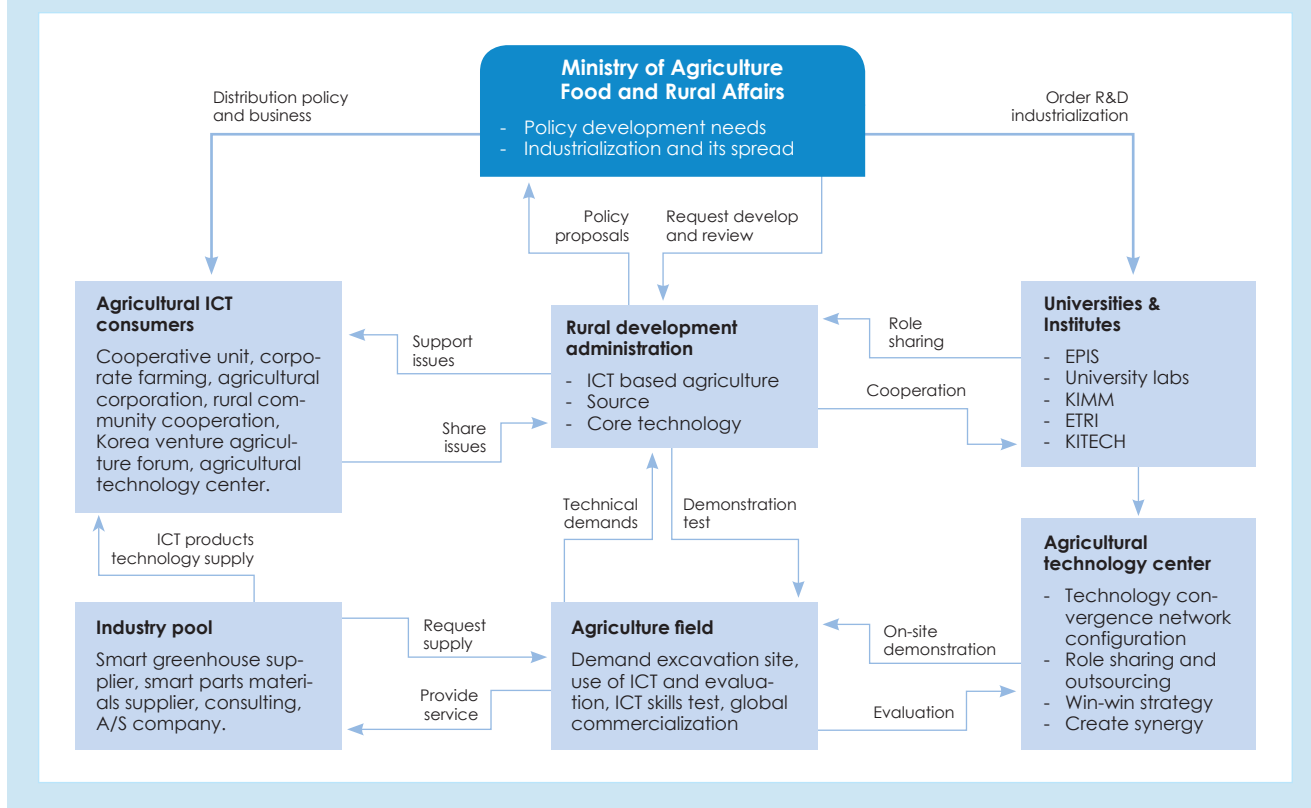 Ministry of Agriculture
Food and Rural Affairs
- Policy development needs
- Industrialization and its spread
Distribution policy
and business
Order R&D
industrialization
Policy
proposals
Request develop
and review
Agricultural ICT
consumers
Cooperative unit, corpo-
rate farming, agricultural
corporation, rural com-
munity cooperation,
Korea venture agricul-
ture forum, agricultural
technology center.
Support
issues
Share
issues
Rural development
administration
- ICT based agriculture
- Source
- Core technology
Role
sharing
Cooperation
Universities &
Institutes
- EPIS
- University labs
- KIMM
- ETRI
- KITECH
ICT products
technology supply
Technical
demands
Demonstration
test
Industry pool
Smart greenhouse sup-
plier, smart parts materi-
als supplier, consulting,
A/S company.
Request
supply
Provide
service
Agriculture field
Demand excavation site,
use of ICT and evalua-
tion, ICT skills test, global
commercialization
On-site
demonstration
Evaluation
Agricultural
technology center
- Technology con-
vergence network
configuration
- Role sharing and
outsourcing
- Win-win strategy
- Create synergy